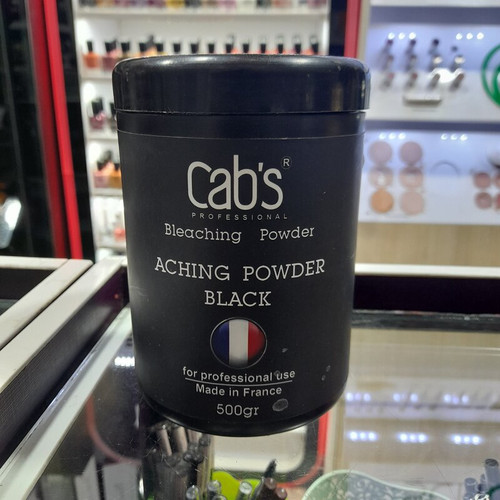 Cab's®
PROFESSIONAL
Bleaching Powder
ACHING POWDER
BLACK
for professional use
Made in France
500gr